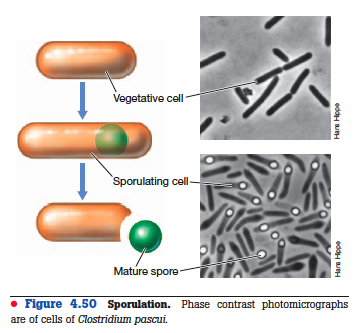 Vegetative cell
Hans Hippe
Sporulating cell
Mature spore
Hans Hippe
• Figure 4.50 Sporulation. Phase contrast photomicrographs
are of cells of Clostridium pascui.